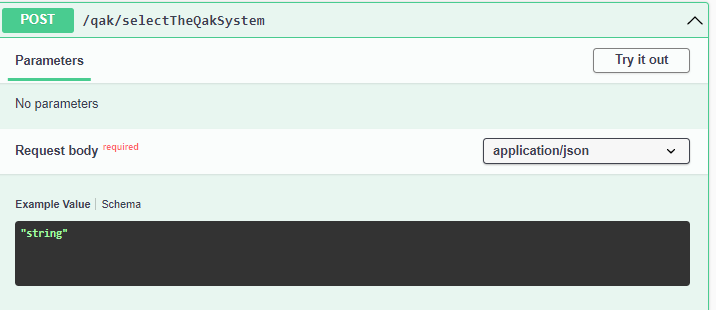 POST /qak/selectTheQakSystem
Parameters Try it out
No parameters
Request body required application/json
Example Value Schema
"string"